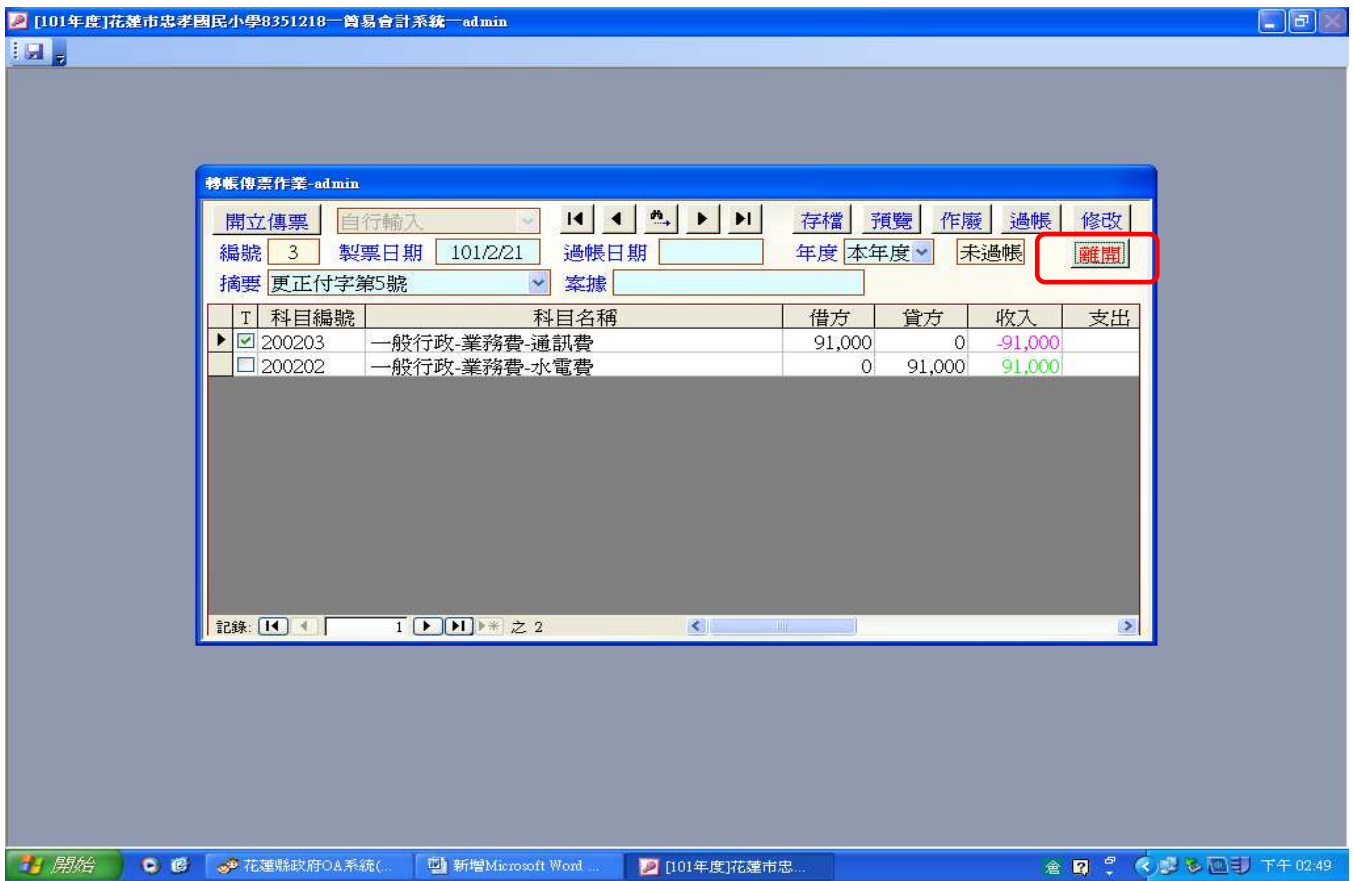 [101年度]花蓮市忠孝國民小學8351218—簡易會計系統—admin
轉帳傳票作業-admin
開立傳票 自行輸入 存檔 預覽 作廢 過帳 修改
編號 3 製票日期 101/2/21 過帳日期 年度 本年度 未過帳 離開
摘要 更正付字第5號 案據
T 科目編號 科目名稱 借方 貸方 收入 支出
200203 一般行政-業務費-通訊費 91,000 0 -91,000
200202 一般行政-業務費-水電費 0 91,000 91,000
記錄: 1 之 2
開始 花蓮縣政府OA系統(... 新增Microsoft Word ... [101年度]花蓮市忠... 倉 下午 02:49